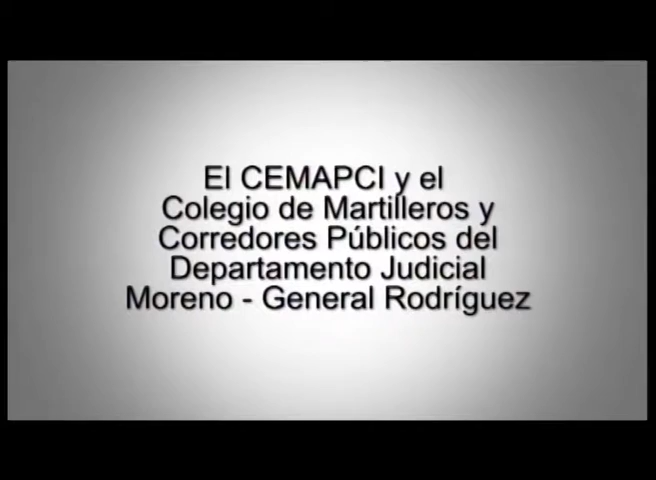 El CEMAPCI y el
Colegio de Martilleros y
Corredores Públicos del
Departamento Judicial
Moreno - General Rodríguez